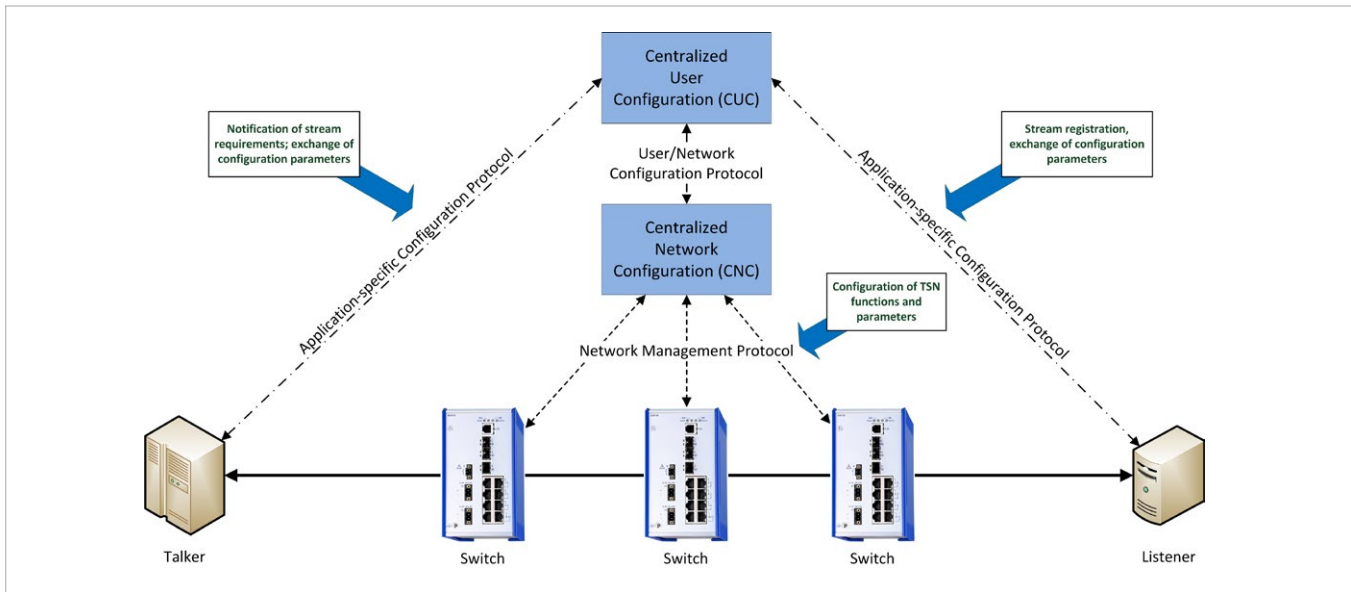 Centralized
User
Configuration (CUC)
Notification of stream
requirements; exchange of
configuration parameters
Stream registration,
exchange of configuration
parameters
User/Network
Configuration Protocol
Application-specific Configuration Protocol
Application-specific Configuration Protocol
Centralized
Network
Configuration (CNC)
Configuration of TSN
functions and
parameters
Network Management Protocol
Talker
Switch
Switch
Switch
Listener